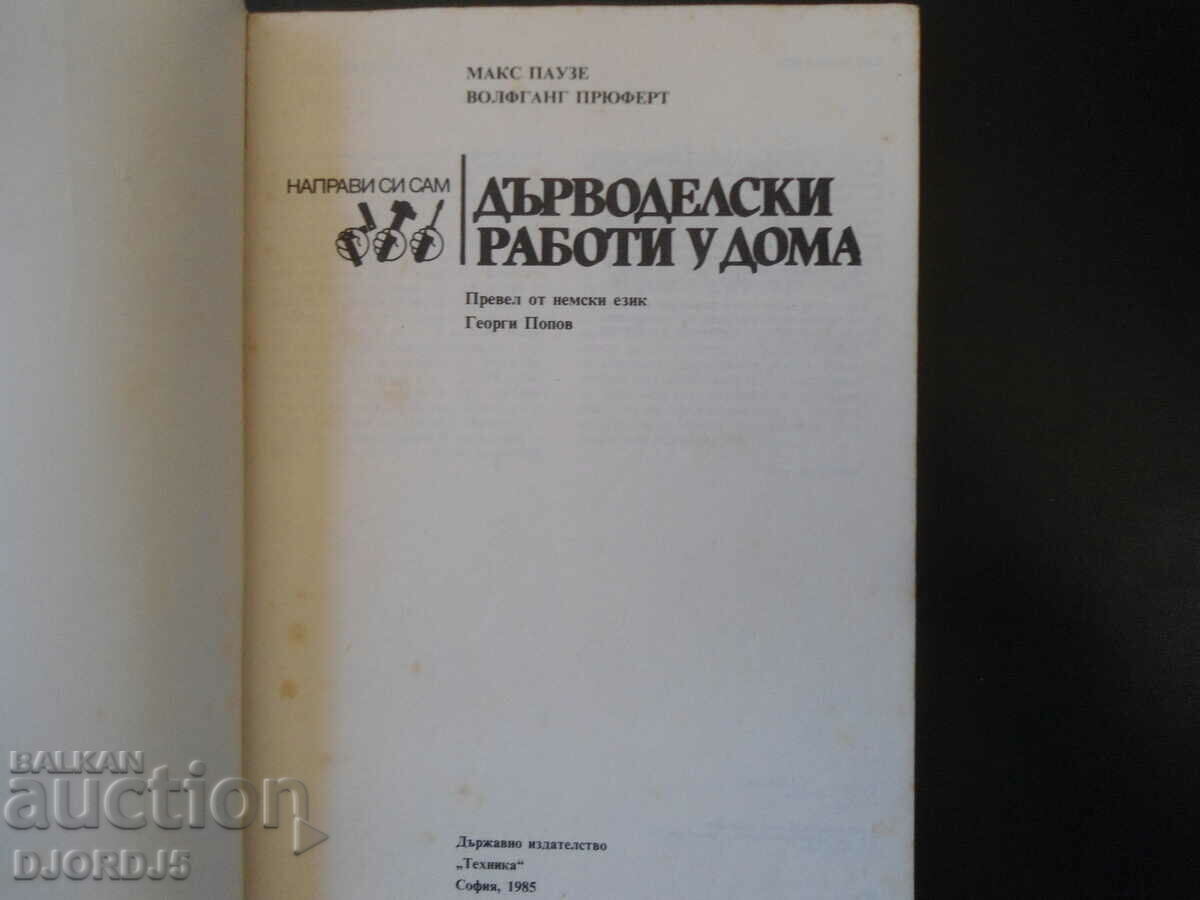 МАКС ПАУЗЕ
ВОЛФГАНГ ПРЮФЕРТ
НАПРАВИ СИ САМ
ДЪРВОДЕЛСКИ
РАБОТИ У ДОМА
Превел от немски език
Георги Попов
Държавно издателство
„Техника“
София, 1985
BALKAN
auction
DJORDJ5